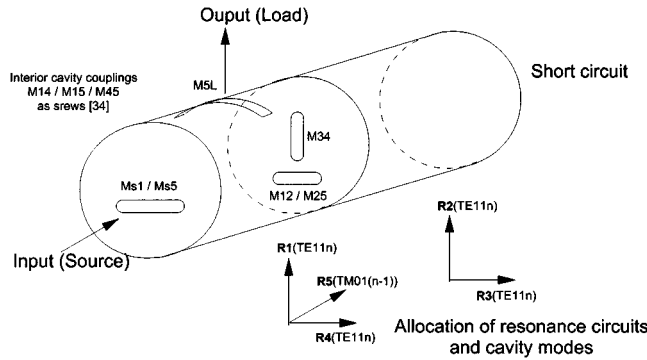 Ouput (Load)
Interior cavity couplings
M14 / M15 / M45
as srews [34]
M5L
Short circuit
M34
Ms1 / Ms5
M12 / M25
Input (Source)
R1(TE11n)
R5(TM01(n-1))
R4(TE11n)
R2(TE11n)
R3(TE11n)
Allocation of resonance circuits
and cavity modes